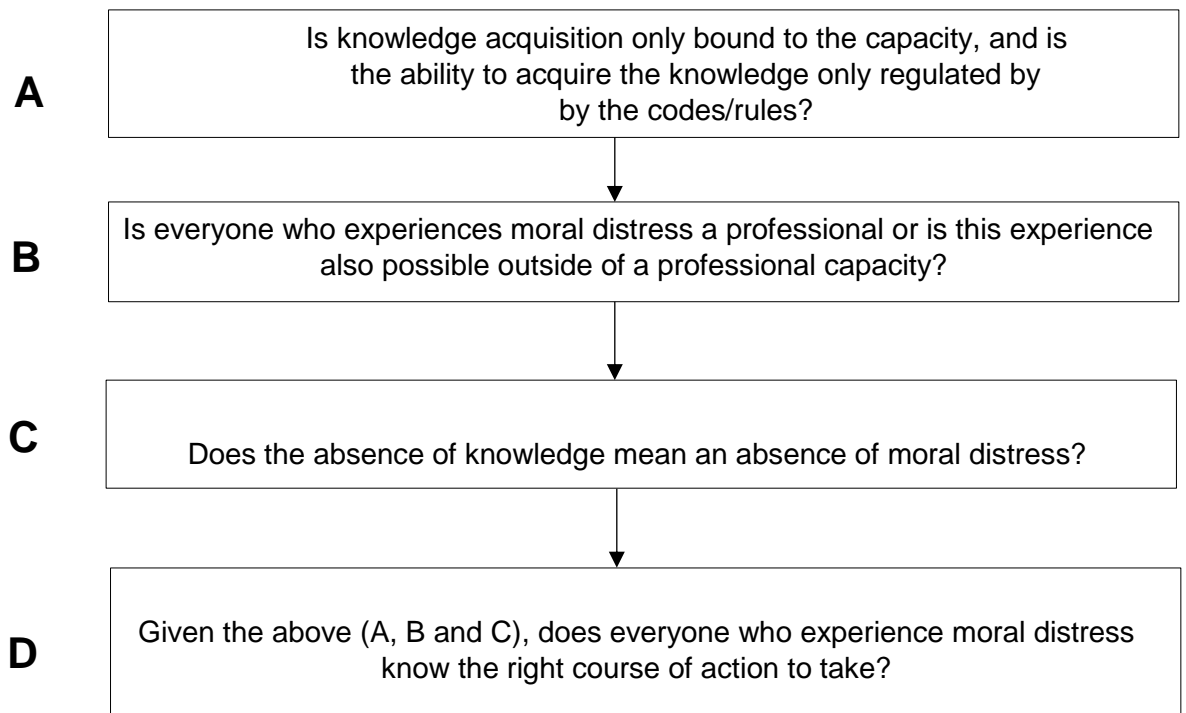 Is knowledge acquisition only bound to the capacity, and is
A
the ability to acquire the knowledge only regulated by
by the codes/rules?
Is everyone who experiences moral distress a professional or is this experience
B
also possible outside of a professional capacity?
C
Does the absence of knowledge mean an absence of moral distress?
Given the above (A, B and C), does everyone who experience moral distress
D
know the right course of action to take?